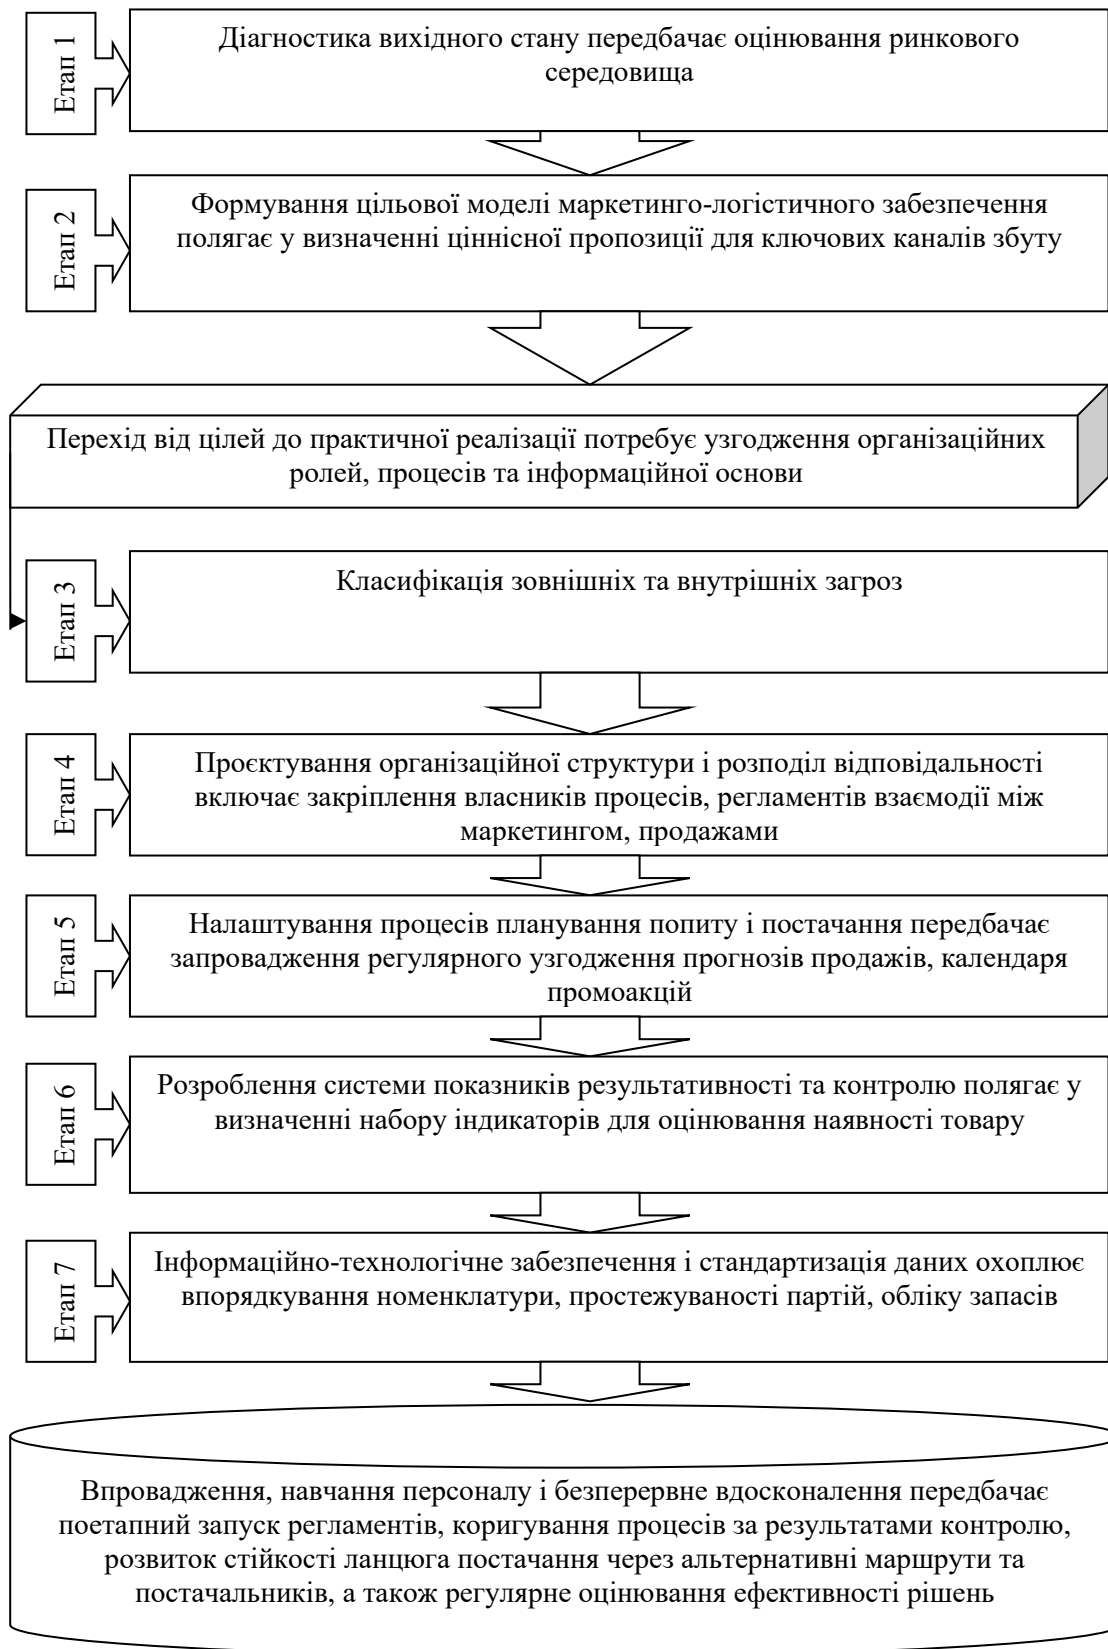 Етап 1
Діагностика вихідного стану передбачає оцінювання ринкового
середовища
Етап 2
Формування цільової моделі маркетинго-логістичного забезпечення
полягає у визначенні ціннісної пропозиції для ключових каналів збуту
Перехід від цілей до практичної реалізації потребує узгодження організаційних
ролей, процесів та інформаційної основи
Етап 3
Класифікація зовнішніх та внутрішніх загроз
Етап 4
Проєктування організаційної структури і розподіл відповідальності
включає закріплення власників процесів, регламентів взаємодії між
маркетингом, продажами
Етап 5
Налаштування процесів планування попиту і постачання передбачає
запровадження регулярного узгодження прогнозів продажів, календаря
промоакцій
Етап 6
Розроблення системи показників результативності та контролю полягає у
визначенні набору індикаторів для оцінювання наявності товару
Етап 7
Інформаційно-технологічне забезпечення і стандартизація даних охоплює
впорядкування номенклатури, простежуваності партій, обліку запасів
Впровадження, навчання персоналу і безперервне вдосконалення передбачає
поетапний запуск регламентів, коригування процесів за результатами контролю,
розвиток стійкості ланцюга постачання через альтернативні маршрути та
постачальників, а також регулярне оцінювання ефективності рішень